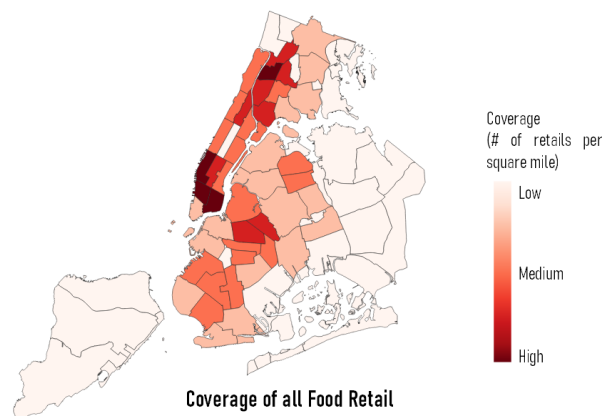 Coverage
(# of retails per
square mile)
Low
Medium
High
Coverage of all Food Retail